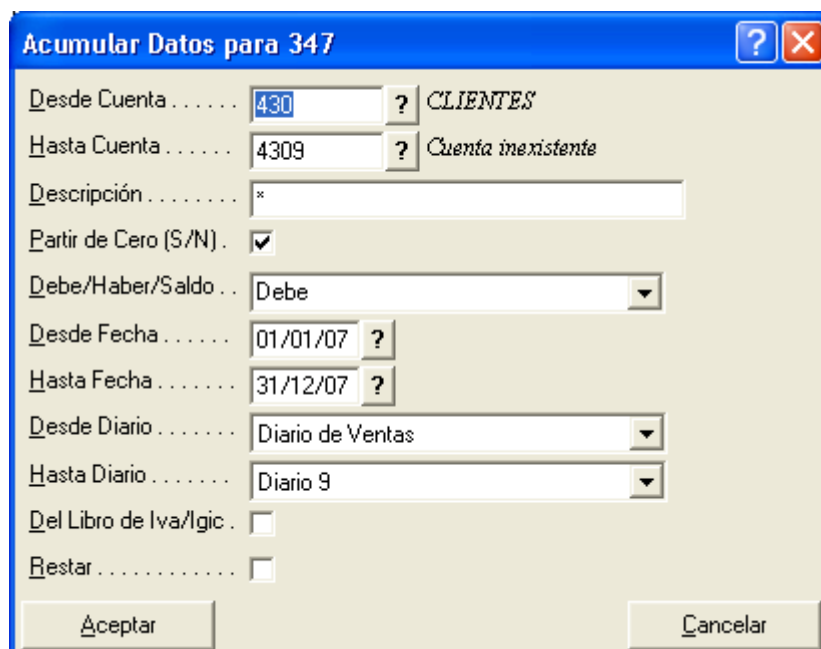 Acumular Datos para 347
Desde Cuenta . . . . . . 430 ? CLIENTES
Hasta Cuenta . . . . . . 4309 ? Cuenta inexistente
Descripción . . . . . . . . *
Partir de Cero (S/N) .
Debe/Haber/Saldo . . Debe
Desde Fecha . . . . . . 01/01/07 ?
Hasta Fecha . . . . . . . 31/12/07 ?
Desde Diario . . . . . . . Diario de Ventas
Hasta Diario . . . . . . . Diario 9
Del Libro de Iva/Igic .
Restar . . . . . . . . . . . .
Aceptar Cancelar